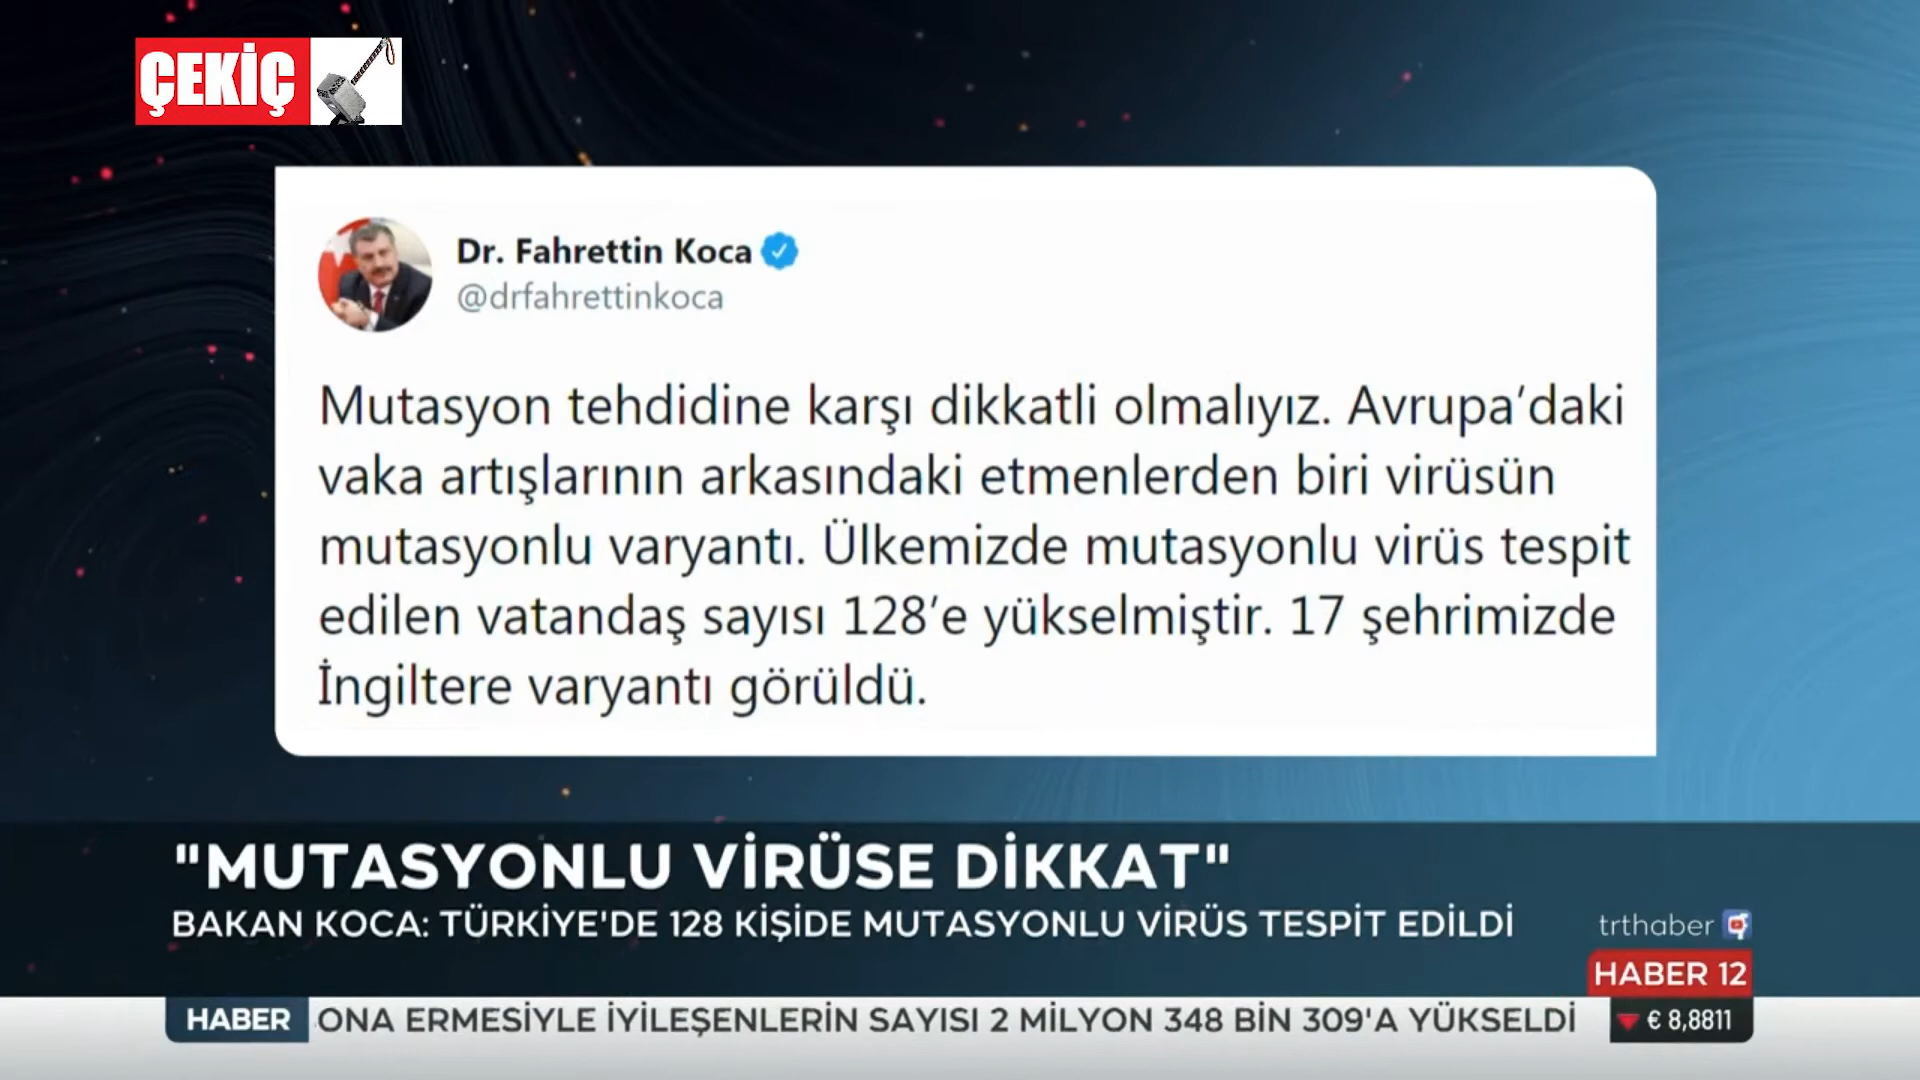 ÇEKİÇ
Dr. Fahrettin Koca
@drfahrettinkoca
Mutasyon tehdidine karşı dikkatli olmalıyız. Avrupa'daki
vaka artışlarının arkasındaki etmenlerden biri virüsün
mutasyonlu varyantı. Ülkemizde mutasyonlu virüs tespit
edilen vatandaş sayısı 128'e yükselmiştir. 17 şehrimizde
İngiltere varyantı görüldü.
"MUTASYONLU VİRÜSE DİKKAT"
BAKAN KOCA: TÜRKİYE'DE 128 KİŞİDE MUTASYONLU VİRÜS TESPİT EDİLDİ
trthaber
HABER 12
HABER ONA ERMESİYLE İYİLEŞENLERİN SAYISI 2 MİLYON 348 BİN 309'A YÜKSELDİ
€ 8,8811